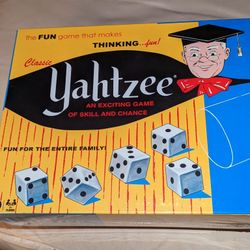 The FUN game that makes
THINKING...fun!
Classic
Yahtzee®
AN EXCITING GAME
OF SKILL AND CHANCE
FUN FOR THE ENTIRE FAMILY!